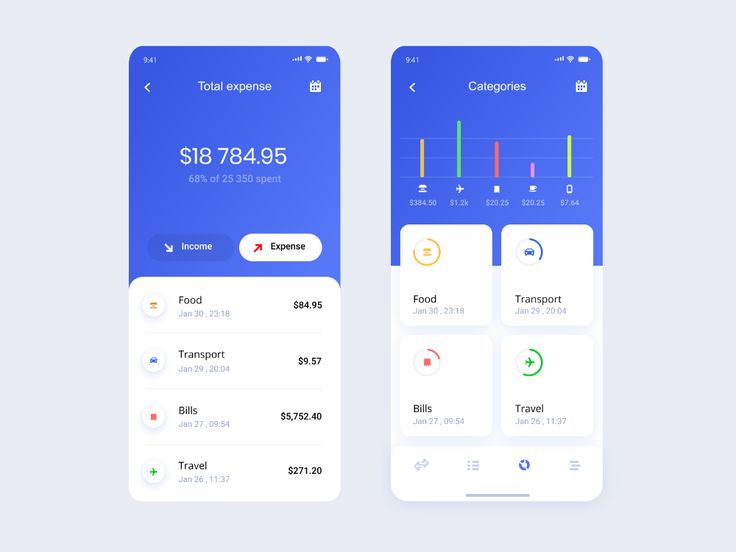 9:41
Total expense
$18 784.95
68% of 25 350 spent
Income
Expense
Food
Jan 30 , 23:18
$84.95
Transport
Jan 29 , 20:04
$9.57
Bills
Jan 27 , 09:54
$5,752.40
Travel
Jan 26 , 11:37
$271.20
9:41
Categories
$384.50 $1.2k $20.25 $20.25 $7.64
Food
Jan 30 , 23:18
Transport
Jan 29 , 20:04
Bills
Jan 27 , 09:54
Travel
Jan 26 , 11:37